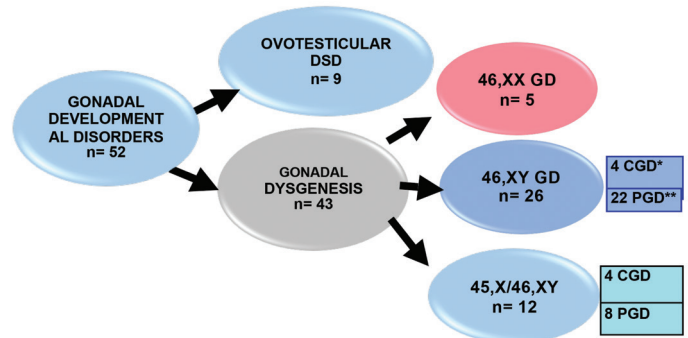 OVOTESTICULAR
DSD
n= 9
GONADAL
DEVELOPMENT
AL DISORDERS
n= 52
GONADAL
DYSGENESIS
n= 43
46,XX GD
n= 5
46,XY GD
n= 26
4 CGD*
22 PGD**
45,X/46,XY
n= 12
4 CGD
8 PGD